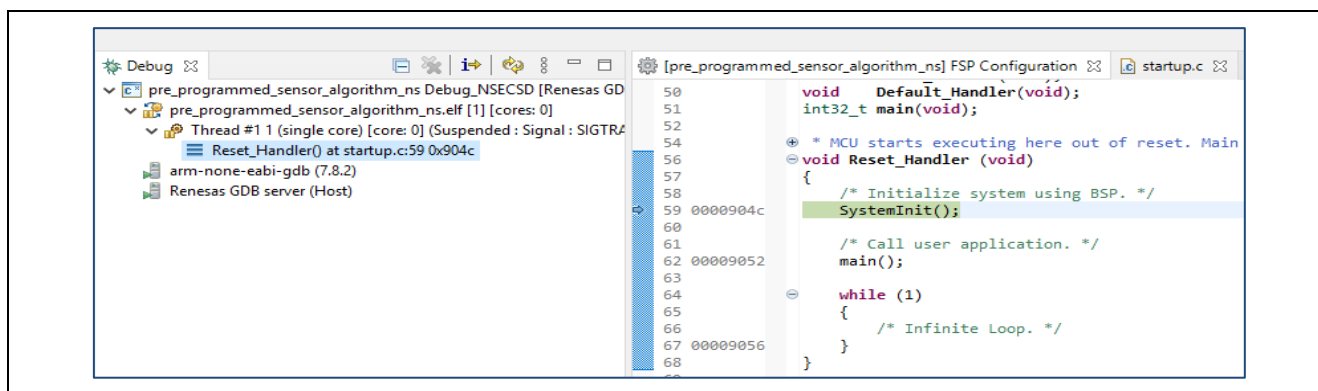 Debug
pre_programmed_sensor_algorithm_ns Debug_NSECSD [Renesas GD
pre_programmed_sensor_algorithm_ns.elf [1] [cores: 0]
Thread #1 1 (single core) [core: 0] (Suspended : Signal : SIGTRA
Reset_Handler() at startup.c:59 0x904c
arm-none-eabi-gdb (7.8.2)
Renesas GDB server (Host)
[pre_programmed_sensor_algorithm_ns] FSP Configuration startup.c
50 void Default_Handler(void);
51 int32_t main(void);
52
54 * MCU starts executing here out of reset. Main
56 void Reset_Handler (void)
57 {
58 /* Initialize system using BSP. */
59 0000904c SystemInit();
60
61 /* Call user application. */
62 00009052 main();
63
64 while (1)
65 {
66 /* Infinite Loop. */
67 00009056 }
68 }